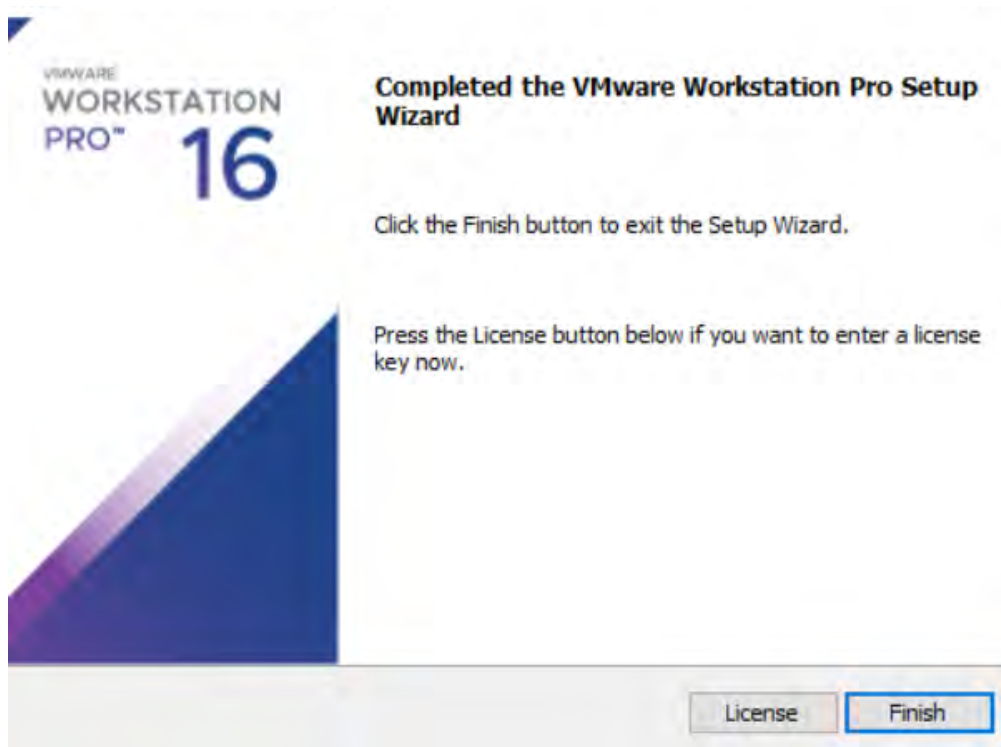 VMWARE
WORKSTATION
PRO™
16
Completed the VMware Workstation Pro Setup
Wizard
Click the Finish button to exit the Setup Wizard.
Press the License button below if you want to enter a license
key now.
License
Finish